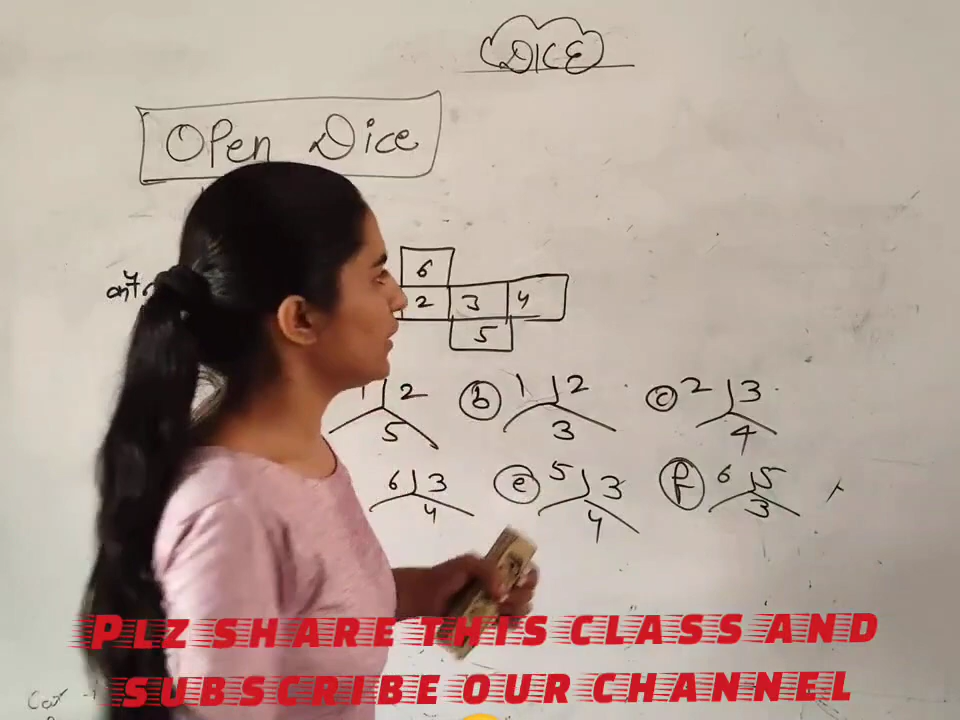 DICE
Open Dice
6
2 3 4
5
1 2 (b) 1 2 (c) 2 3
5 3 4
6 3 (e) 5 3 (f) 6 5
4 4 3
PLZ SHARE THIS CLASS AND
SUBSCRIBE OUR CHANNEL